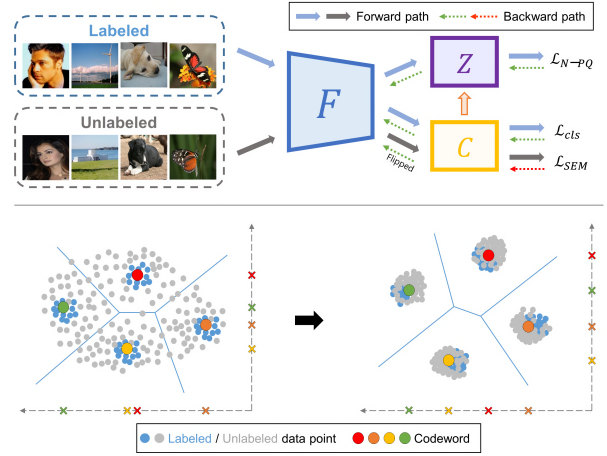 Forward path
Backward path
Labeled
Unlabeled
F
Z
C
Flipped
ℒ_{N-PQ}
ℒ_{cls}
ℒ_{SEM}
Labeled / Unlabeled data point
Codeword